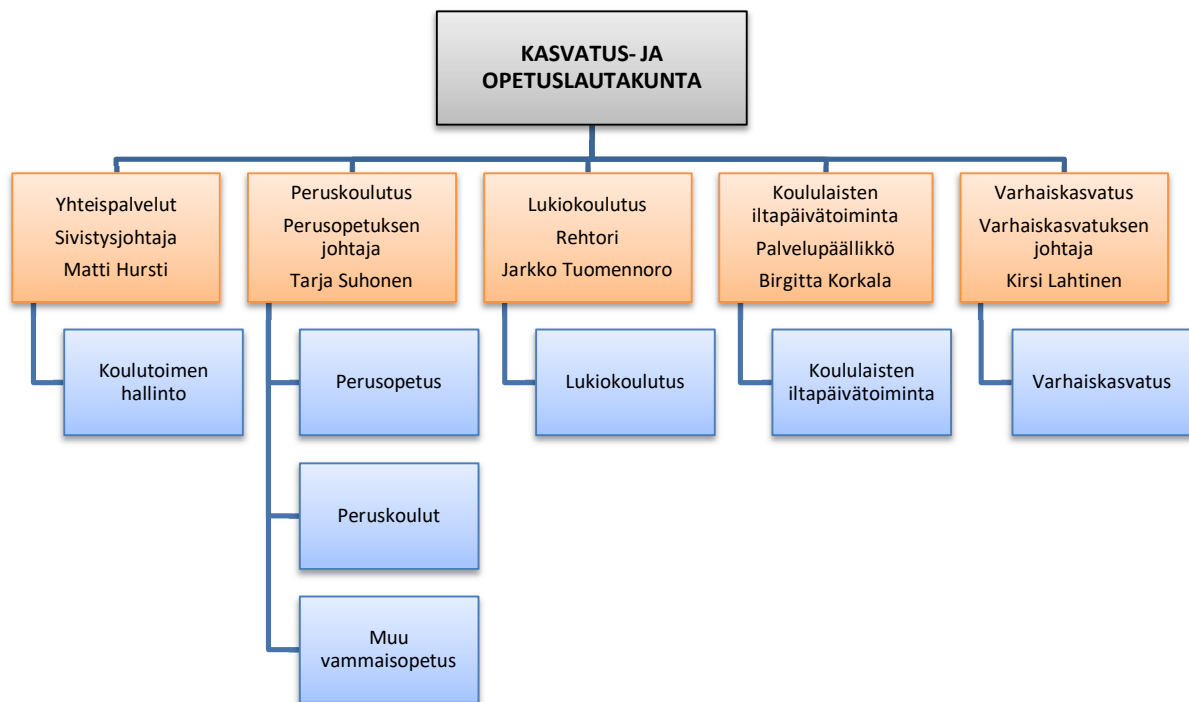 KASVATUS- JA
OPETUSLAUTAKUNTA
Yhteispalvelut
Sivistysjohtaja
Matti Hursti
Peruskoulutus
Perusopetuksen
johtaja
Tarja Suhonen
Lukiokoulutus
Rehtori
Jarkko Tuomennoro
Koululaisten
iltapäivätoiminta
Palvelupäällikkö
Birgitta Korkala
Varhaiskasvatus
Varhaiskasvatuksen
johtaja
Kirsi Lahtinen
Koulutoimen
hallinto
Perusopetus
Lukiokoulutus
Koululaisten
iltapäivätoiminta
Varhaiskasvatus
Peruskoulut
Muu
vammaisopetus